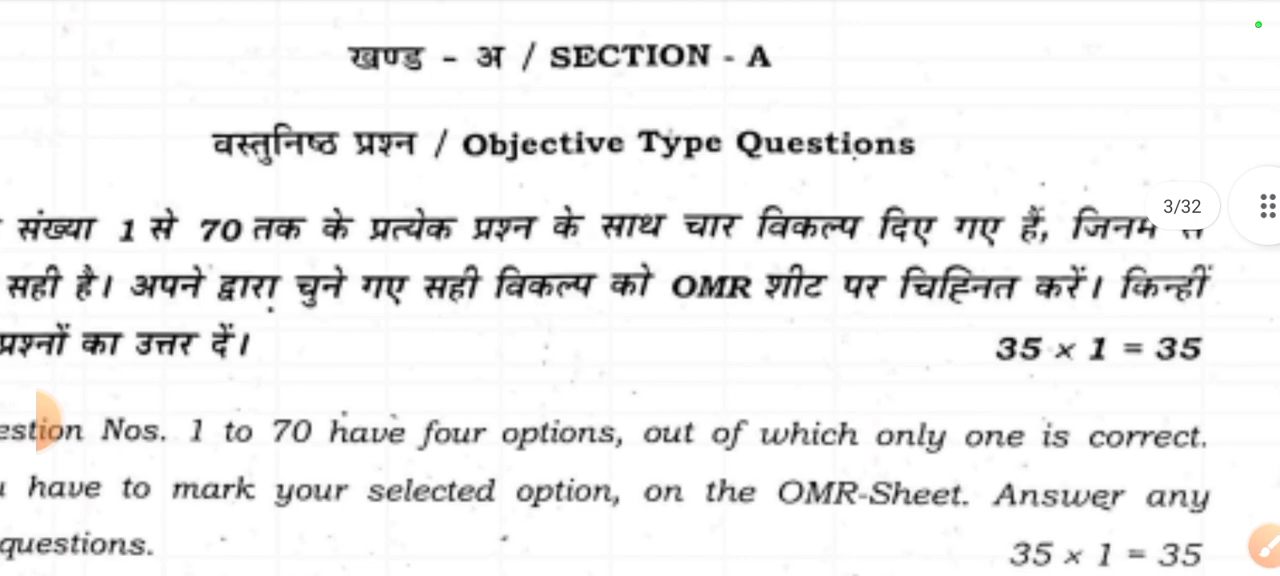 खण्ड - अ / SECTION - A
वस्तुनिष्ठ प्रश्न / Objective Type Questions
संख्या 1 से 70 तक के प्रत्येक प्रश्न के साथ चार विकल्प दिए गए हैं,
3/32
सही है। अपने द्वारा चुने गए सही विकल्प को OMR शीट पर चिह्नित करें। किन्हीं
प्रश्नों का उत्तर दें। 35 × 1 = 35
Nos. 1 to 70 have four options, out of which only one is correct.
have to mark your selected option, on the OMR-Sheet. Answer any
questions. 35 × 1 = 35